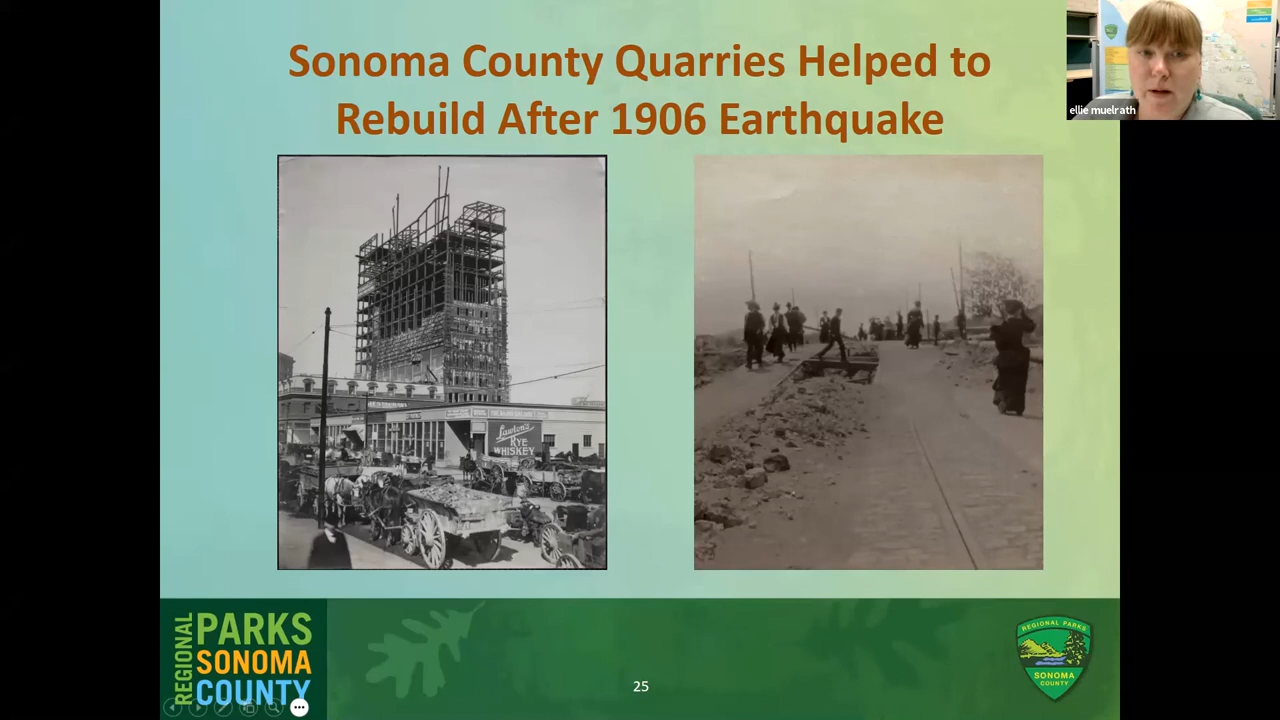 Sonoma County Quarries Helped to
Rebuild After 1906 Earthquake
ellie muelrath
Lawton's
RYE
WHISKEY
REGIONAL
PARKS
SONOMA
COUNTY
25
REGIONAL PARKS
SONOMA
COUNTY